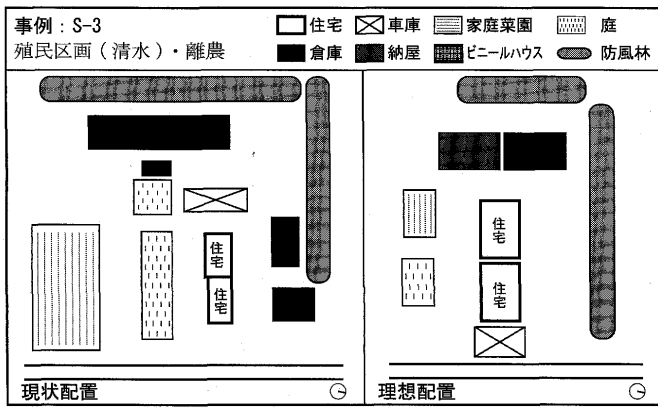 事例：S-3
殖民区画（清水）・離農
住宅 車庫 家庭菜園 庭
倉庫 納屋 ビニールハウス 防風林
住宅
住宅
現状配置
住宅
住宅
理想配置